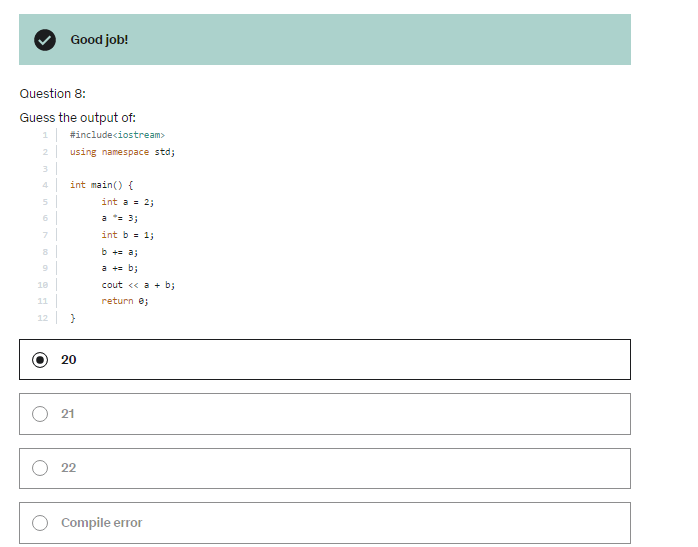 Good job!
Question 8:
Guess the output of:
1 #include<iostream>
2 using namespace std;
3
4 int main() {
5 int a = 2;
6 a *= 3;
7 int b = 1;
8 b += a;
9 a += b;
10 cout << a + b;
11 return 0;
12 }
20
21
22
Compile error